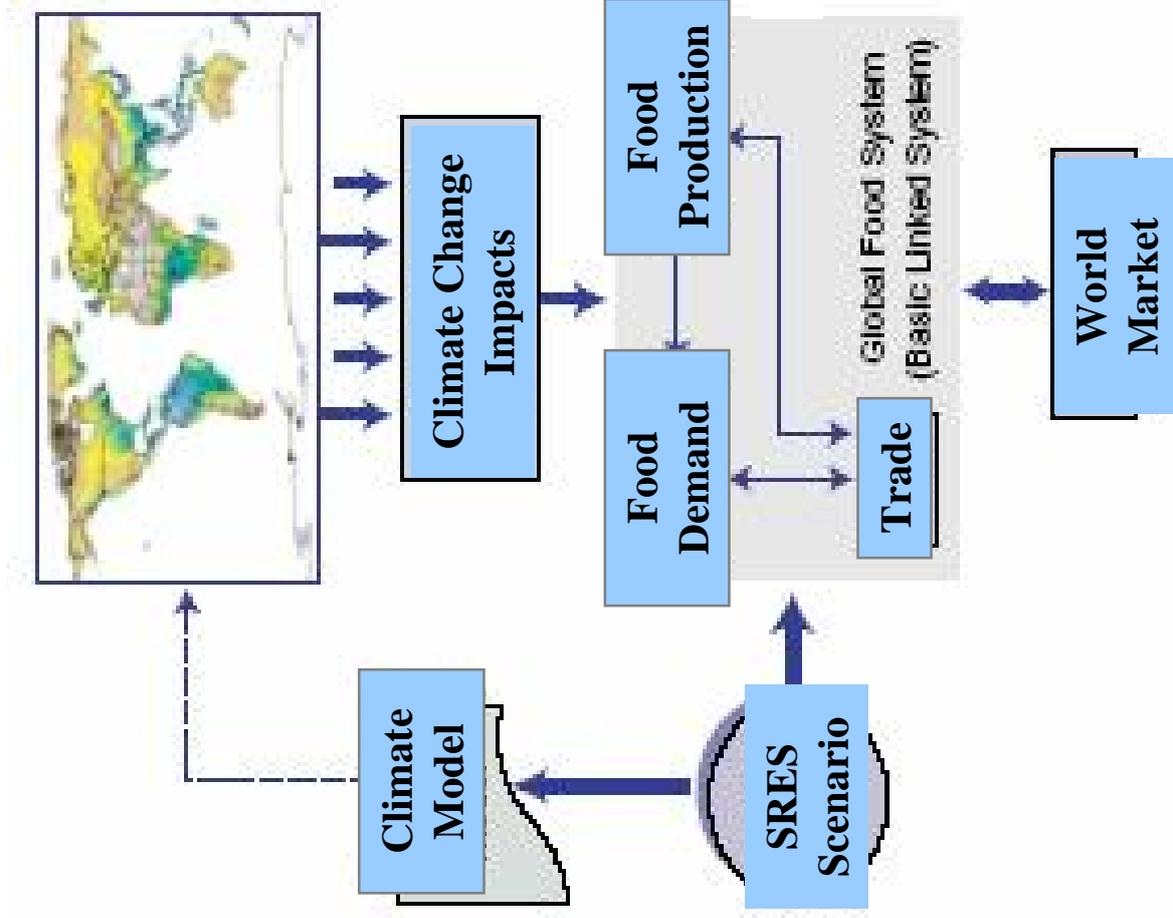 Climate Change
Impacts
Food
Production
Food
Demand
Global Food System
(Basic Linked System)
Trade
World
Market
Climate
Model
SRES
Scenario